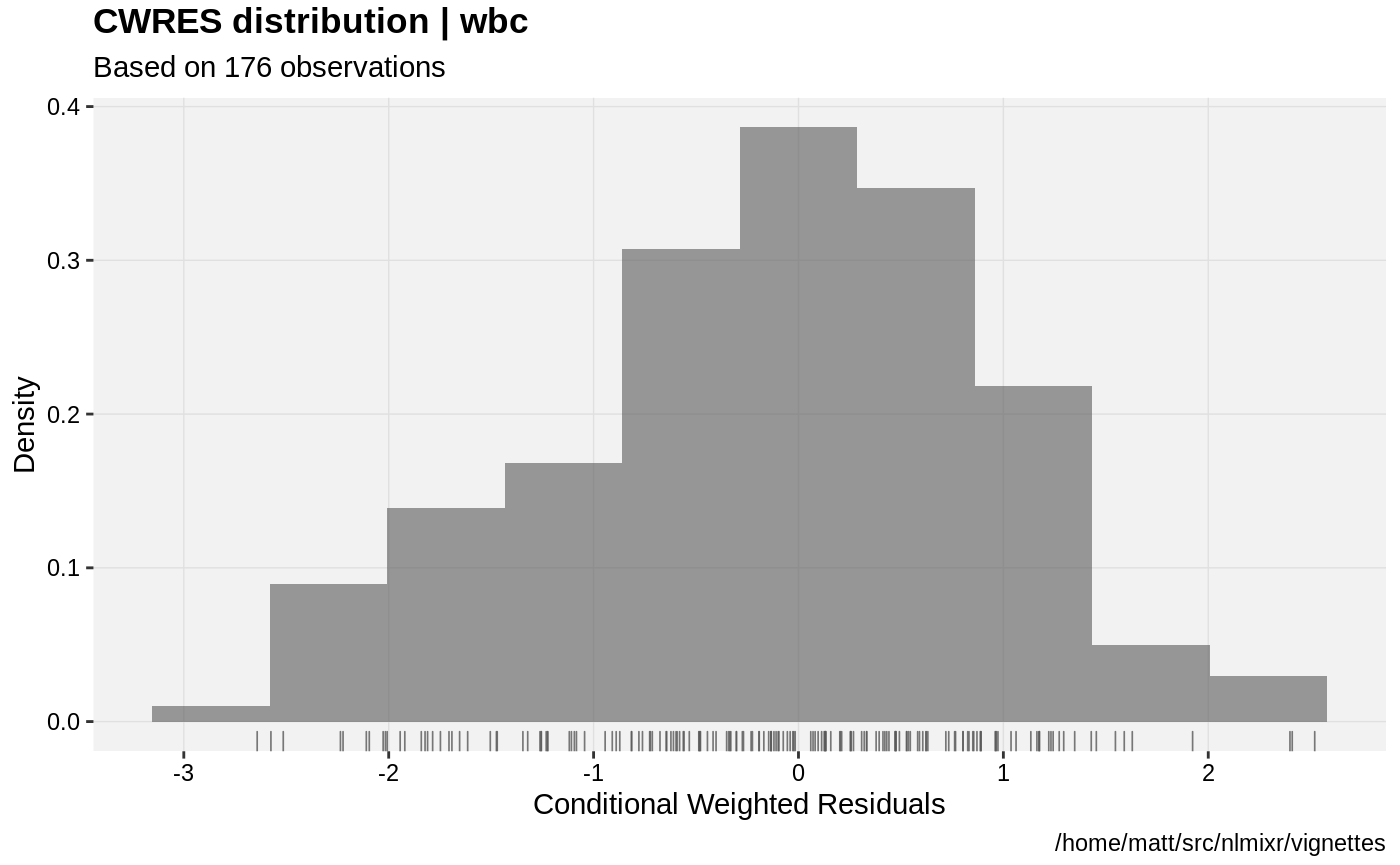 CWRES distribution | wbc
Based on 176 observations
0.4
0.3
0.2
0.1
0.0
Density
-3 -2 -1 0 1 2
Conditional Weighted Residuals
/home/matt/src/nlmixr/vignettes